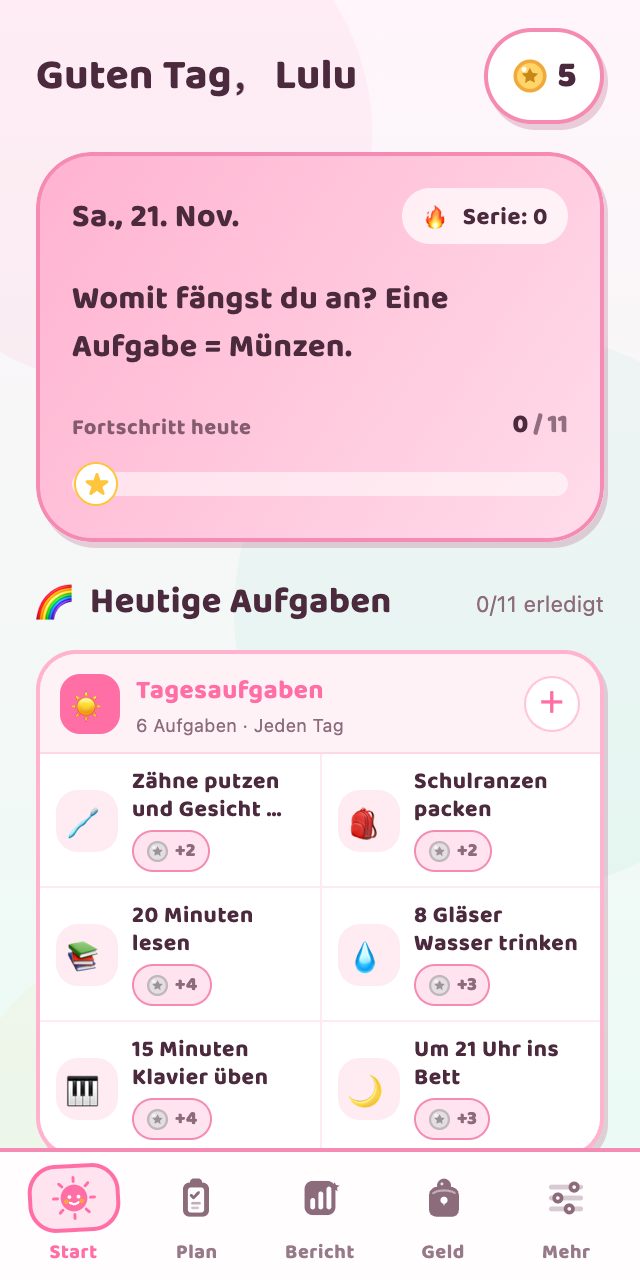 Guten Tag, Lulu
5
Sa., 21. Nov.
Serie: 0
Womit fängst du an? Eine
Aufgabe = Münzen.
Fortschritt heute
0 / 11
Heutige Aufgaben
0/11 erledigt
Tagesaufgaben
6 Aufgaben · Jeden Tag
+
Zähne putzen
und Gesicht ...
+2
Schulranzen
packen
+2
20 Minuten
lesen
+4
8 Gläser
Wasser trinken
+3
15 Minuten
Klavier üben
+4
Um 21 Uhr ins
Bett
+3
Start
Plan
Bericht
Geld
Mehr